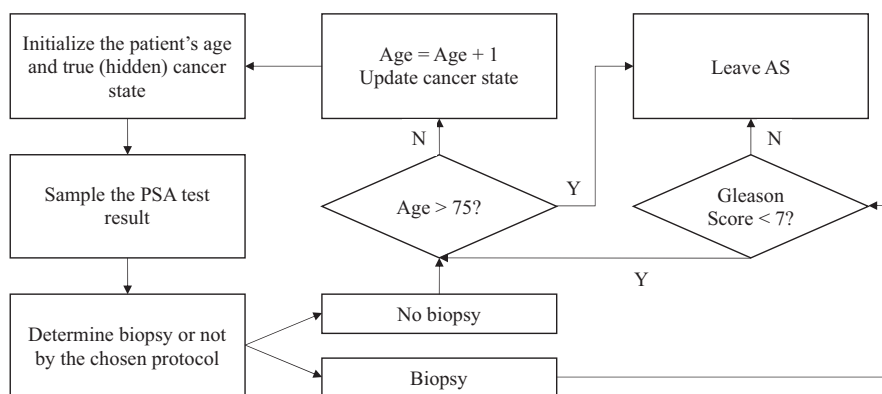 Initialize the patient's age
and true (hidden) cancer
state
Age = Age + 1
Update cancer state
Leave AS
N
N
Sample the PSA test
result
Age > 75?
Y
Gleason
Score < 7?
Y
Determine biopsy or not
by the chosen protocol
No biopsy
Biopsy